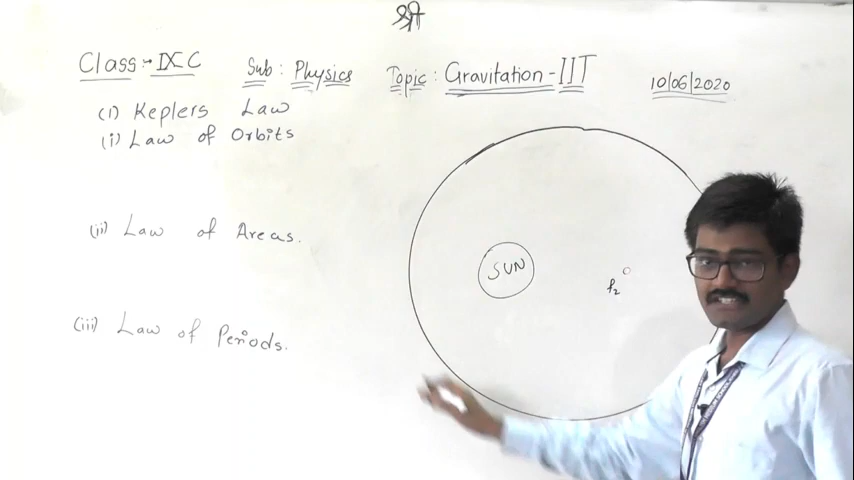 श्री
Class:- IX C Sub: Physics Topic: Gravitation-IIT 10/06/2020
(1) Keplers Law
(i) Law of Orbits
(ii) Law of Areas.
(iii) Law of Periods.
SUN
f2